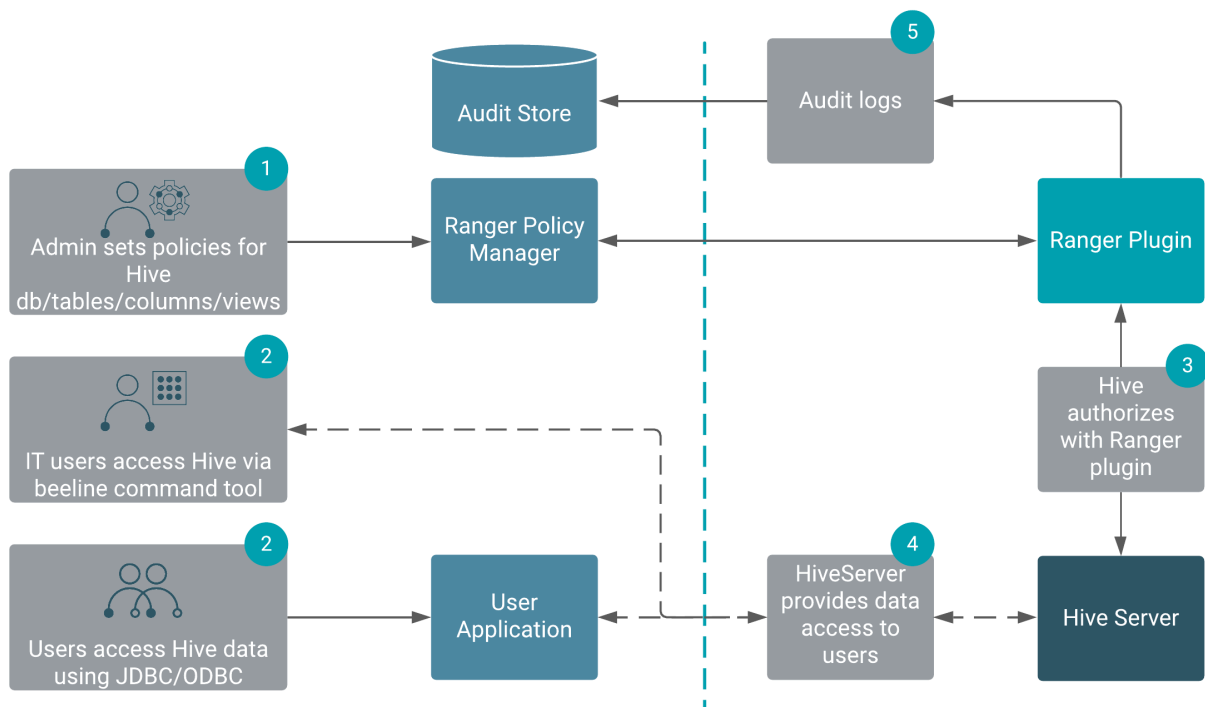 5
Audit Store
Audit logs
1
Admin sets policies for
Hive
db/tables/columns/views
Ranger Policy
Manager
Ranger Plugin
2
IT users access Hive via
beeline command tool
3
Hive
authorizes
with Ranger
plugin
2
Users access Hive data
using JDBC/ODBC
User
Application
4
HiveServer
provides data
access to
users
Hive Server